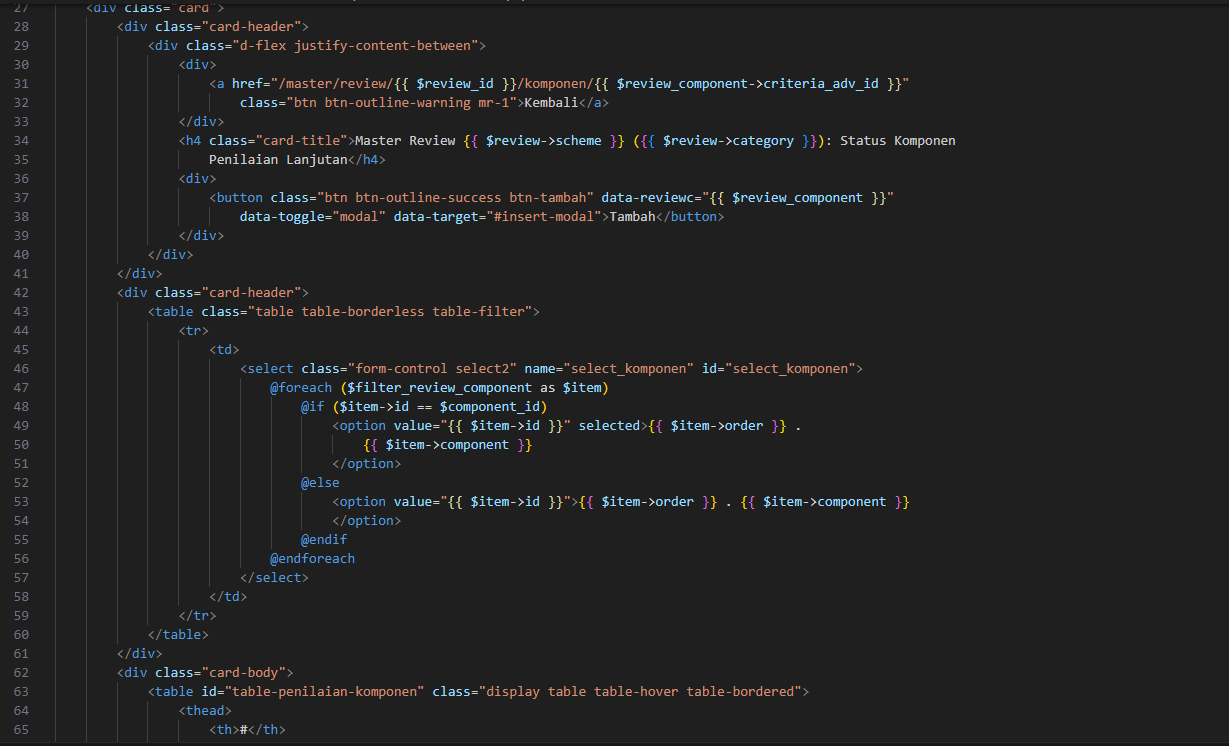 27 <div class="card">
28 <div class="card-header">
29 <div class="d-flex justify-content-between">
30 <div>
31 <a href="/master/review/{{ $review_id }}/komponen/{{ $review_component->criteria_adv_id }}"
32 class="btn btn-outline-warning mr-1">Kembali</a>
33 </div>
34 <h4 class="card-title">Master Review {{ $review->scheme }} ({{ $review->category }}): Status Komponen
35 Penilaian Lanjutan</h4>
36 <div>
37 <button class="btn btn-outline-success btn-tambah" data-reviewc="{{ $review_component }}"
38 data-toggle="modal" data-target="#insert-modal">Tambah</button>
39 </div>
40 </div>
41 </div>
42 <div class="card-header">
43 <table class="table table-borderless table-filter">
44 <tr>
45 <td>
46 <select class="form-control select2" name="select_komponen" id="select_komponen">
47 @foreach ($filter_review_component as $item)
48 @if ($item->id == $component_id)
49 <option value="{{ $item->id }}" selected>{{ $item->order }} .
50 {{ $item->component }}
51 </option>
52 @else
53 <option value="{{ $item->id }}">{{ $item->order }} . {{ $item->component }}
54 </option>
55 @endif
56 @endforeach
57 </select>
58 </td>
59 </tr>
60 </table>
61 </div>
62 <div class="card-body">
63 <table id="table-penilaian-komponen" class="display table table-hover table-bordered">
64 <thead>
65 <th>#</th>